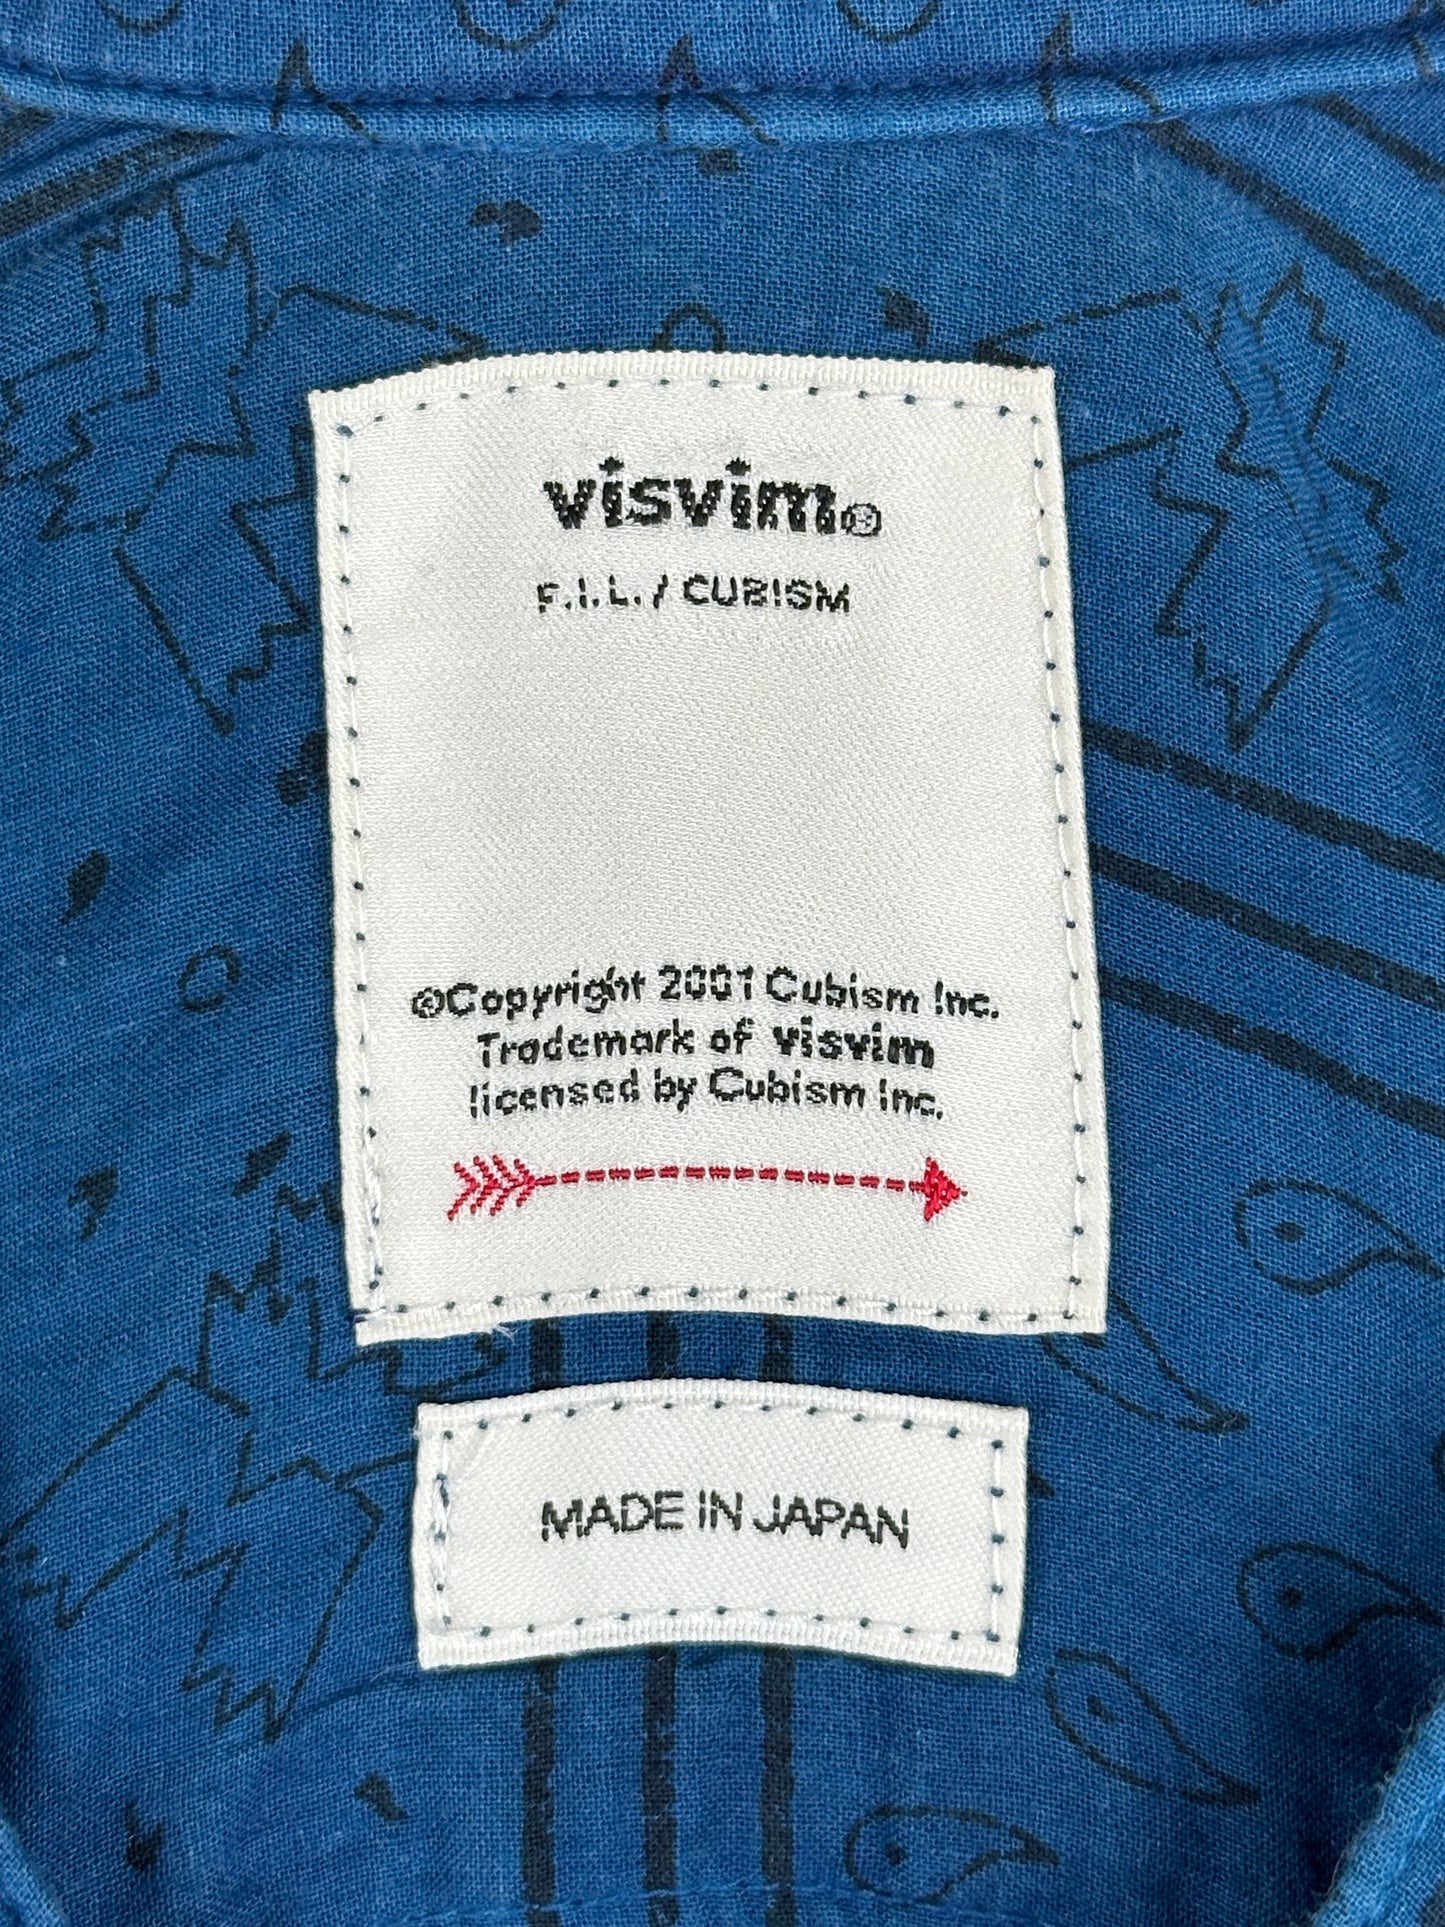 visvim®
F.I.L. / CUBISM
©Copyright 2001 Cubism Inc.
Trademark of visvim
licensed by Cubism Inc.
MADE IN JAPAN